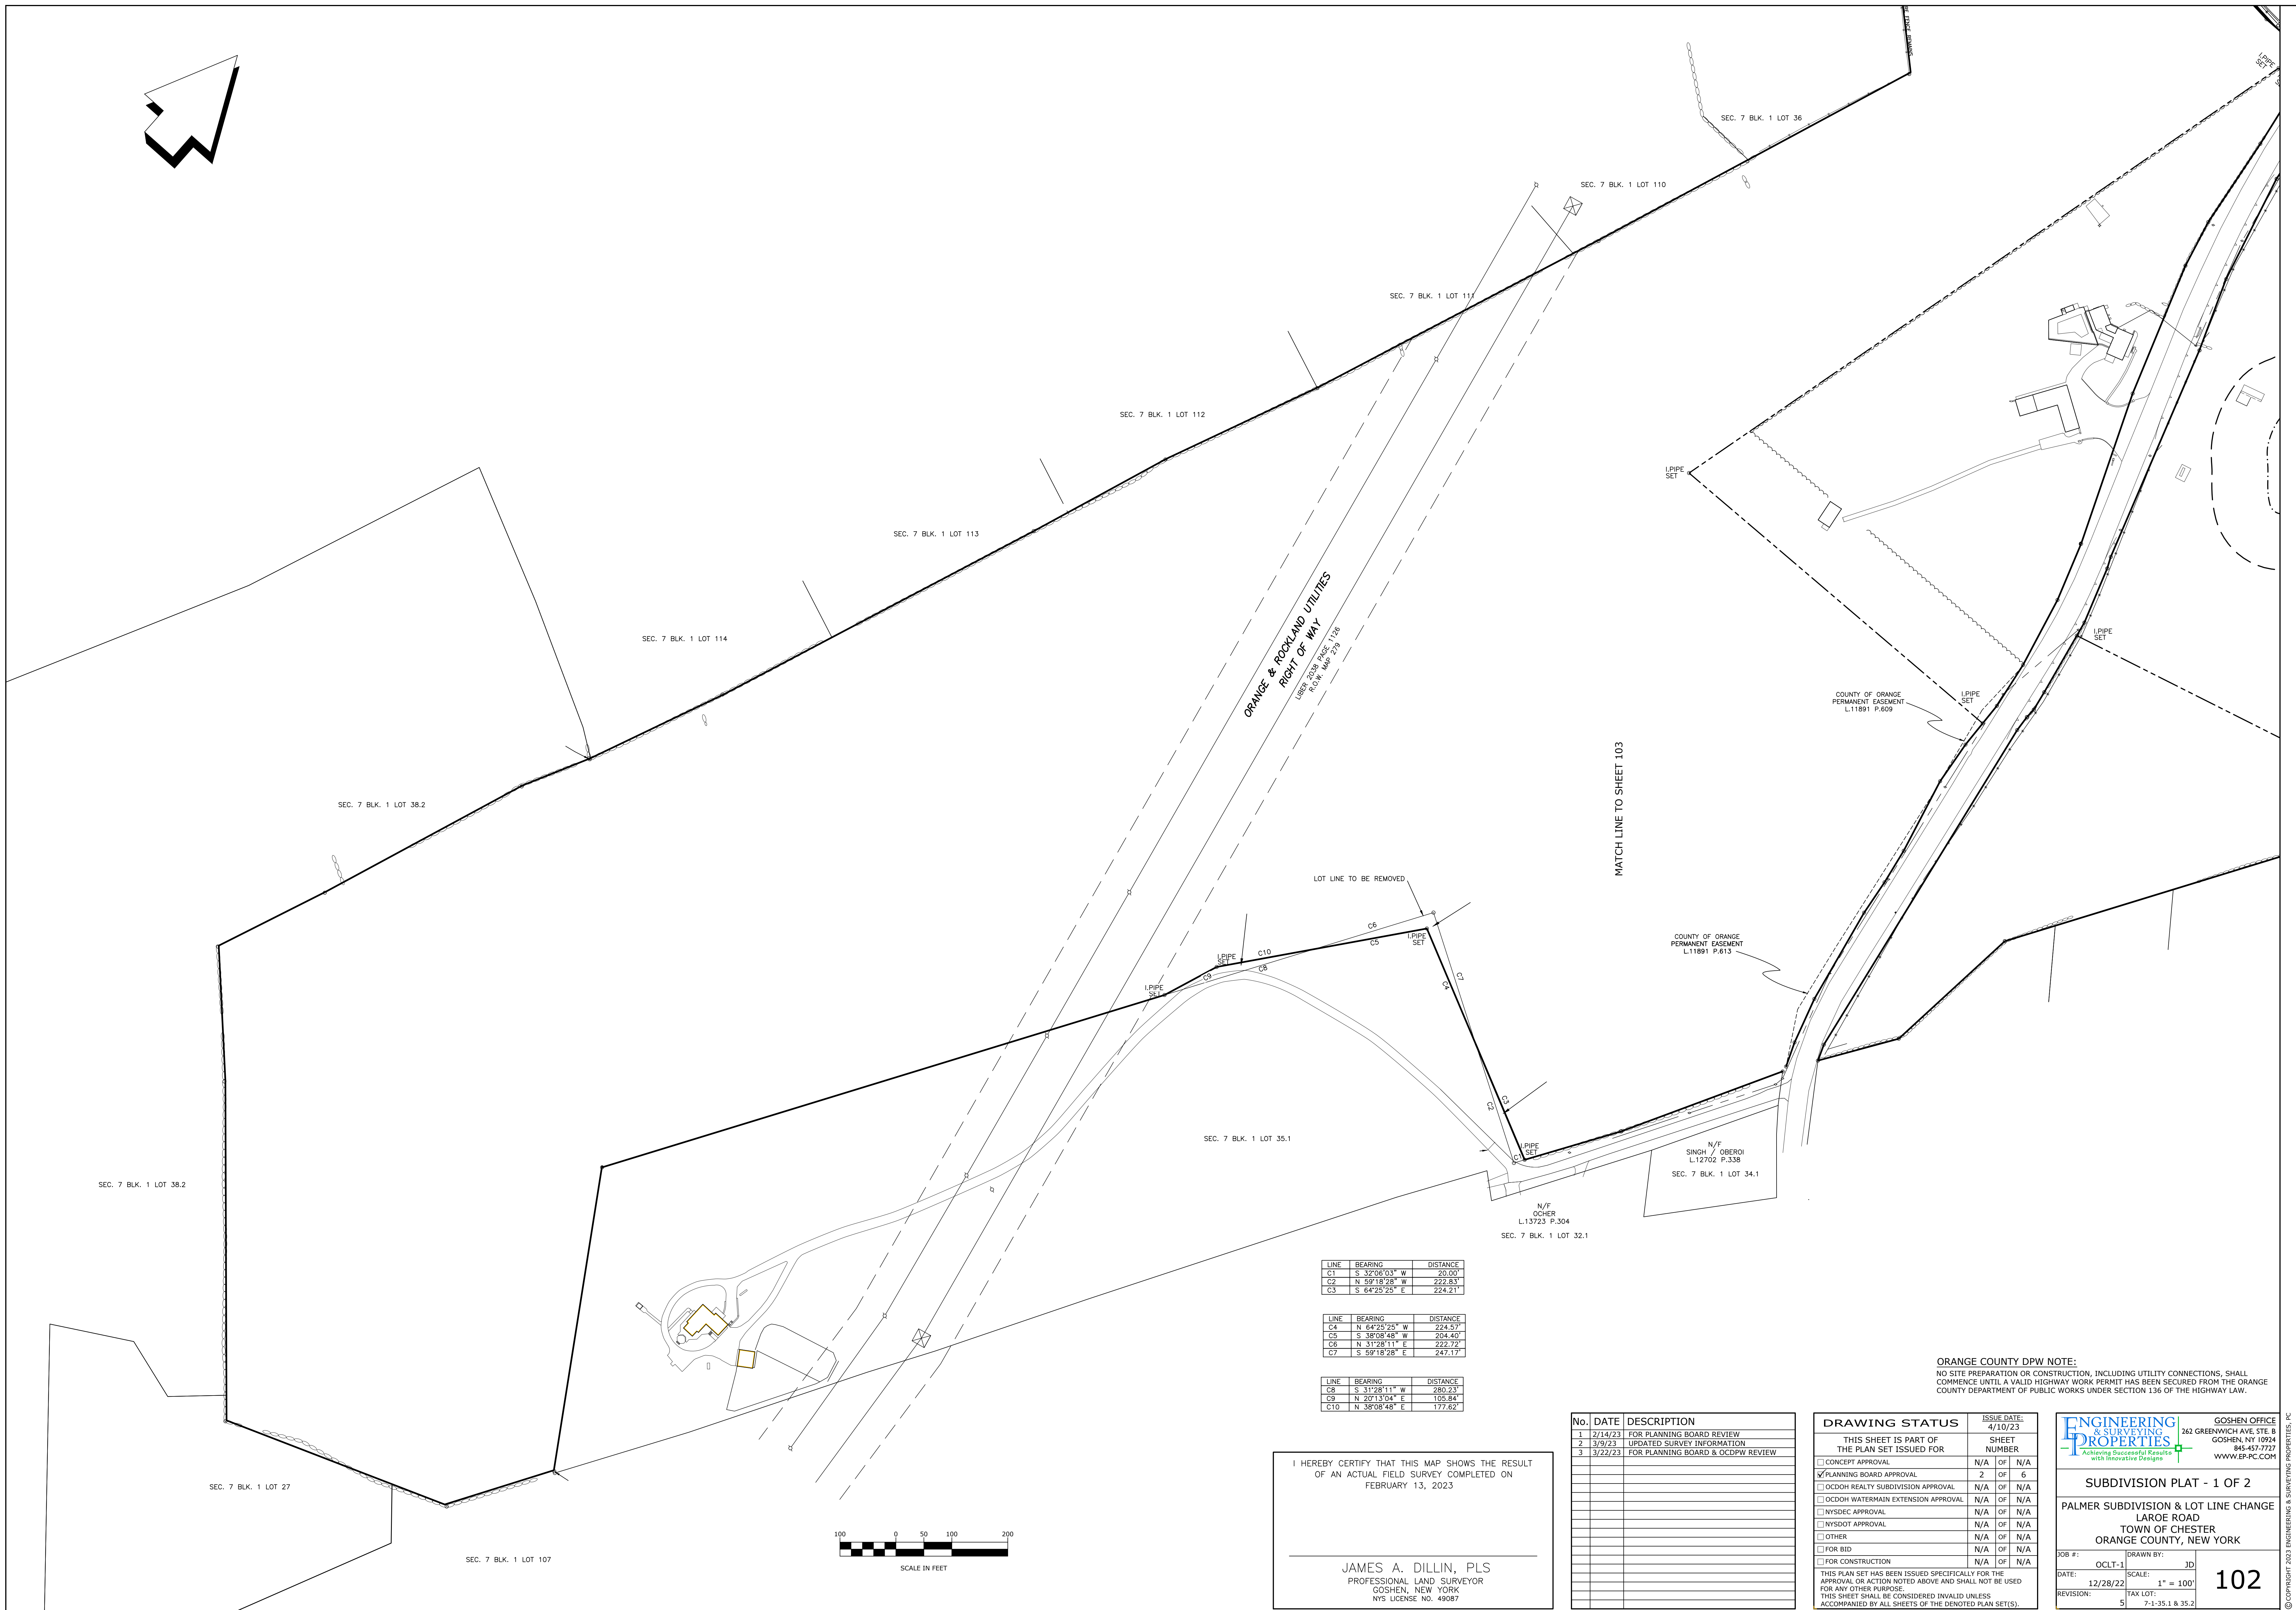 RE FENCE REMAINS
I.PIPE
SET
SEC. 7 BLK. 1 LOT 36
SEC. 7 BLK. 1 LOT 110
SEC. 7 BLK. 1 LOT 111
SEC. 7 BLK. 1 LOT 112
I.PIPE
SET
SEC. 7 BLK. 1 LOT 113
ORANGE & ROCKLAND UTILITIES
RIGHT OF WAY
LIBER 2038 PAGE 1126
R.O.W. MAP 279
SEC. 7 BLK. 1 LOT 114
I.PIPE
SET
COUNTY OF ORANGE
PERMANENT EASEMENT
L.11891 P.609
I.PIPE
SET
MATCH LINE TO SHEET 103
SEC. 7 BLK. 1 LOT 38.2
LOT LINE TO BE REMOVED
C6
C5
I.PIPE
SET
C10
C8
C9
I.PIPE
SET
I.PIPE
SET
C7
C4
COUNTY OF ORANGE
PERMANENT EASEMENT
L.11891 P.613
C3
C2
C1
I.PIPE
SET
SEC. 7 BLK. 1 LOT 35.1
N/F
SINGH / OBEROI
L.12702 P.338
SEC. 7 BLK. 1 LOT 34.1
SEC. 7 BLK. 1 LOT 38.2
N/F
OCHER
L.13723 P.304
SEC. 7 BLK. 1 LOT 32.1
LINE BEARING DISTANCE
C1 S 32°06'03" W 20.00'
C2 N 59°18'28" W 222.83'
C3 S 64°25'25" E 224.21'
LINE BEARING DISTANCE
C4 N 64°25'25" W 224.57'
C5 S 38°08'48" W 204.40'
C6 N 31°28'11" E 222.72'
C7 S 59°18'28" E 247.17'
LINE BEARING DISTANCE
C8 S 31°28'11" W 280.23'
C9 N 20°13'04" E 105.84'
C10 N 38°08'48" E 177.62'
SEC. 7 BLK. 1 LOT 27
SEC. 7 BLK. 1 LOT 107
100 0 50 100 200
SCALE IN FEET
I HEREBY CERTIFY THAT THIS MAP SHOWS THE RESULT
OF AN ACTUAL FIELD SURVEY COMPLETED ON
FEBRUARY 13, 2023
JAMES A. DILLIN, PLS
PROFESSIONAL LAND SURVEYOR
GOSHEN, NEW YORK
NYS LICENSE NO. 49087
No. DATE DESCRIPTION
1 2/14/23 FOR PLANNING BOARD REVIEW
2 3/9/23 UPDATED SURVEY INFORMATION
3 3/22/23 FOR PLANNING BOARD & OCDPW REVIEW
ORANGE COUNTY DPW NOTE:
NO SITE PREPARATION OR CONSTRUCTION, INCLUDING UTILITY CONNECTIONS, SHALL
COMMENCE UNTIL A VALID HIGHWAY WORK PERMIT HAS BEEN SECURED FROM THE ORANGE
COUNTY DEPARTMENT OF PUBLIC WORKS UNDER SECTION 136 OF THE HIGHWAY LAW.
DRAWING STATUS
ISSUE DATE:
4/10/23
THIS SHEET IS PART OF
THE PLAN SET ISSUED FOR
SHEET
NUMBER
CONCEPT APPROVAL N/A OF N/A
PLANNING BOARD APPROVAL 2 OF 6
OCDOH REALTY SUBDIVISION APPROVAL N/A OF N/A
OCDOH WATERMAIN EXTENSION APPROVAL N/A OF N/A
NYSDEC APPROVAL N/A OF N/A
NYSDOT APPROVAL N/A OF N/A
OTHER N/A OF N/A
FOR BID N/A OF N/A
FOR CONSTRUCTION N/A OF N/A
THIS PLAN SET HAS BEEN ISSUED SPECIFICALLY FOR THE
APPROVAL OR ACTION NOTED ABOVE AND SHALL NOT BE USED
FOR ANY OTHER PURPOSE.
THIS SHEET SHALL BE CONSIDERED INVALID UNLESS
ACCOMPANIED BY ALL SHEETS OF THE DENOTED PLAN SET(S).
ENGINEERING
& SURVEYING
PROPERTIES
Achieving Successful Results
with Innovative Designs
GOSHEN OFFICE
262 GREENWICH AVE, STE. B
GOSHEN, NY 10924
845-457-7727
WWW.EP-PC.COM
SUBDIVISION PLAT - 1 OF 2
PALMER SUBDIVISION & LOT LINE CHANGE
LAROE ROAD
TOWN OF CHESTER
ORANGE COUNTY, NEW YORK
JOB #: OCLT-1
DRAWN BY: JD
DATE: 12/28/22
SCALE: 1" = 100'
REVISION: 5
TAX LOT: 7-1-35.1 & 35.2
102
© COPYRIGHT 2023 ENGINEERING & SURVEYING PROPERTIES, PC